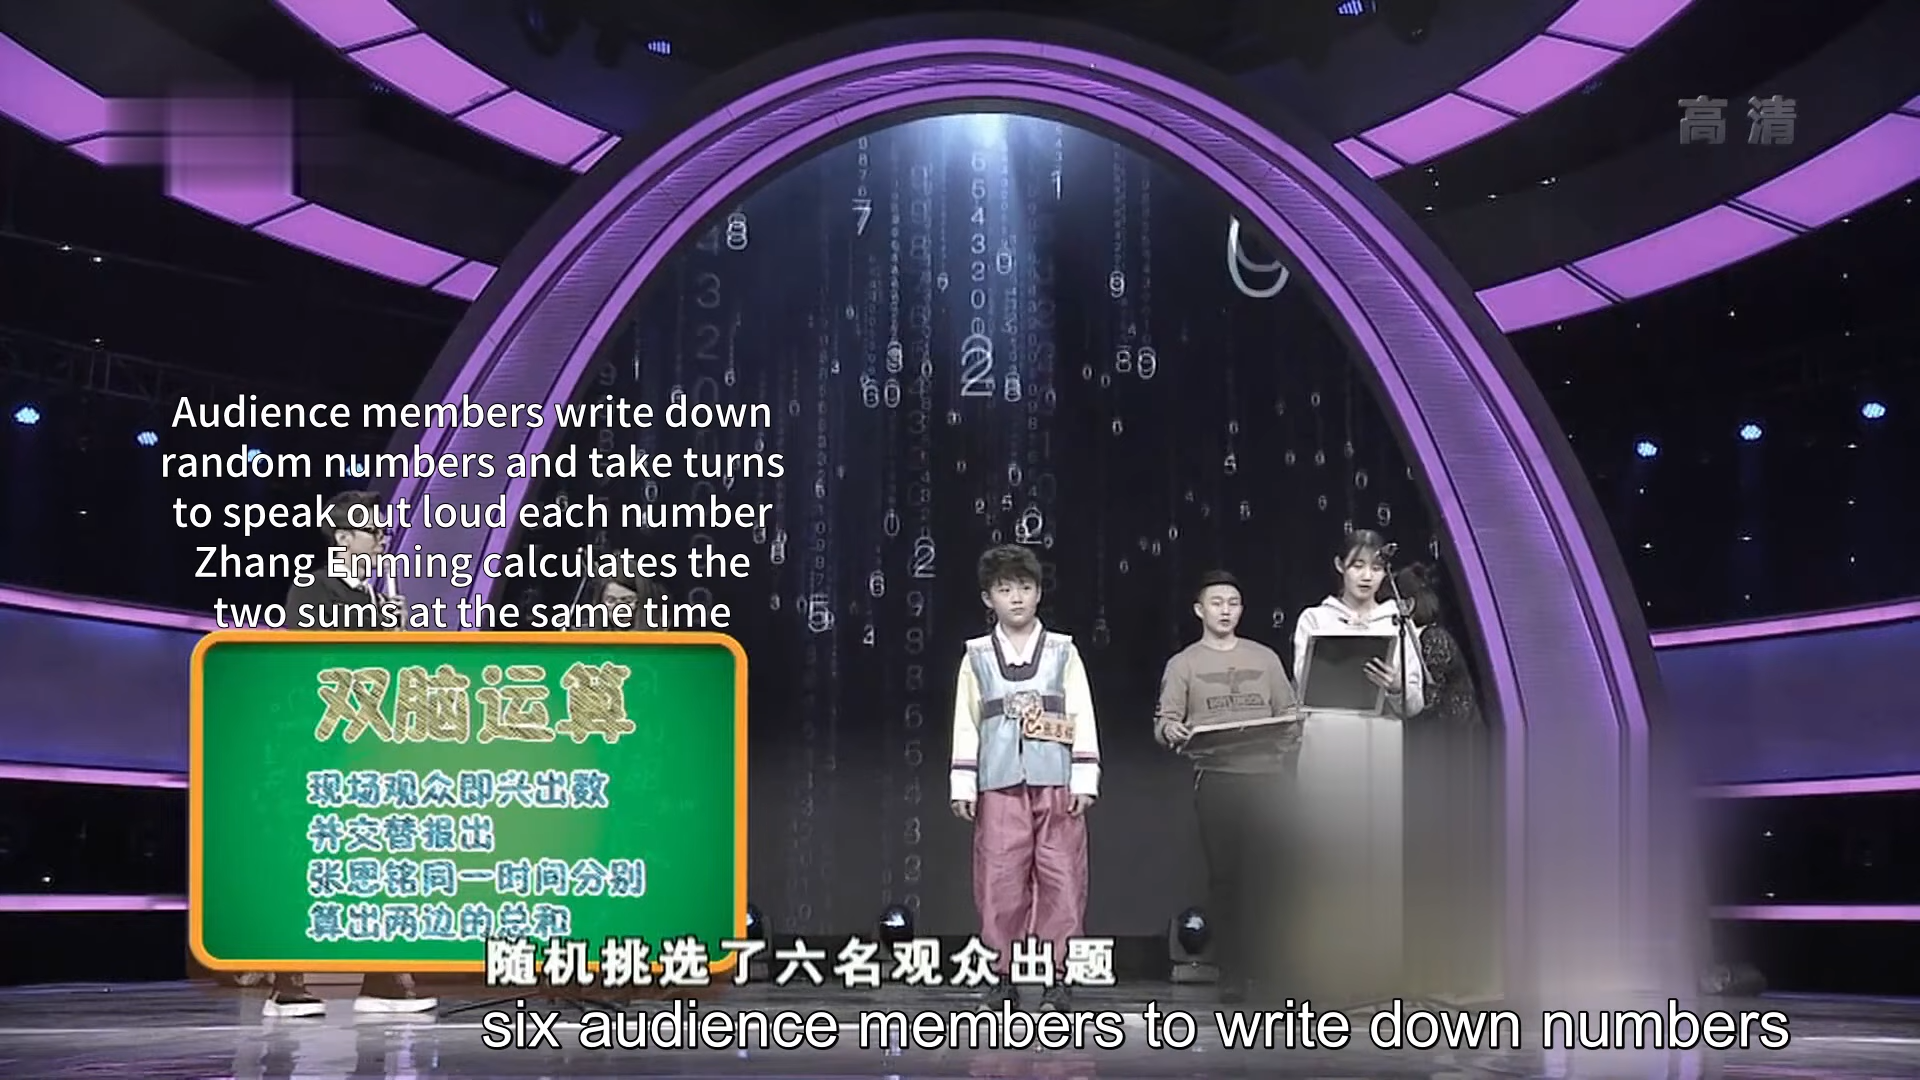 高清
Audience members write down
random numbers and take turns
to speak out loud each number
Zhang Enming calculates the
two sums at the same time
双脑运算
现场观众即兴出数
并交替报出
张恩铭同一时间分别
算出两边的总和
随机挑选了六名观众出题
six audience members to write down numbers